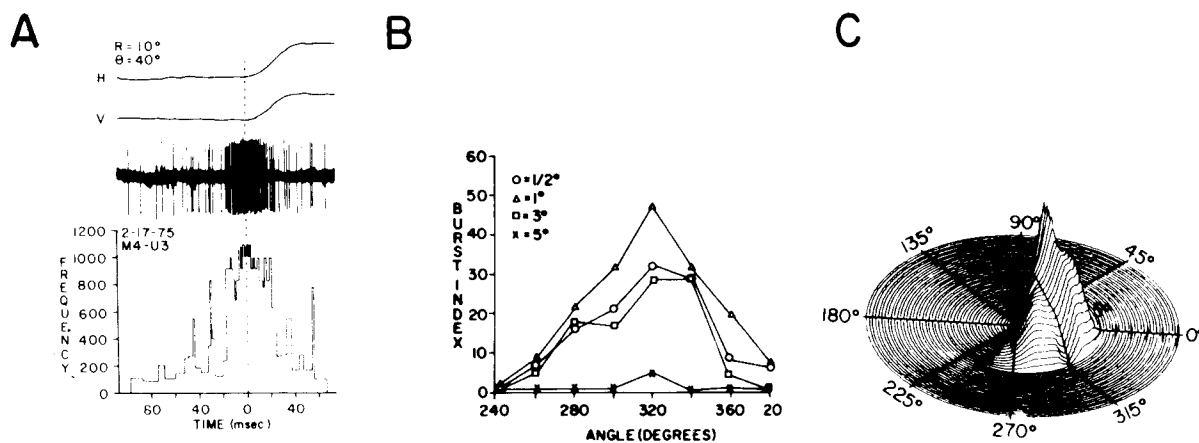 A
R = 10°
θ = 40°
H
V
2-17-75
M4-U3
FREQUENCY
1200
1000
800
600
400
200
0
60 40 0 40
TIME (msec)
B
BURST INDEX
60
50
40
30
20
10
0
○ = 1/2°
△ = 1°
□ = 3°
x = 5°
240 280 320 360 20
ANGLE (DEGREES)
C
90°
135°
45°
180°
5°
0°
225°
315°
270°